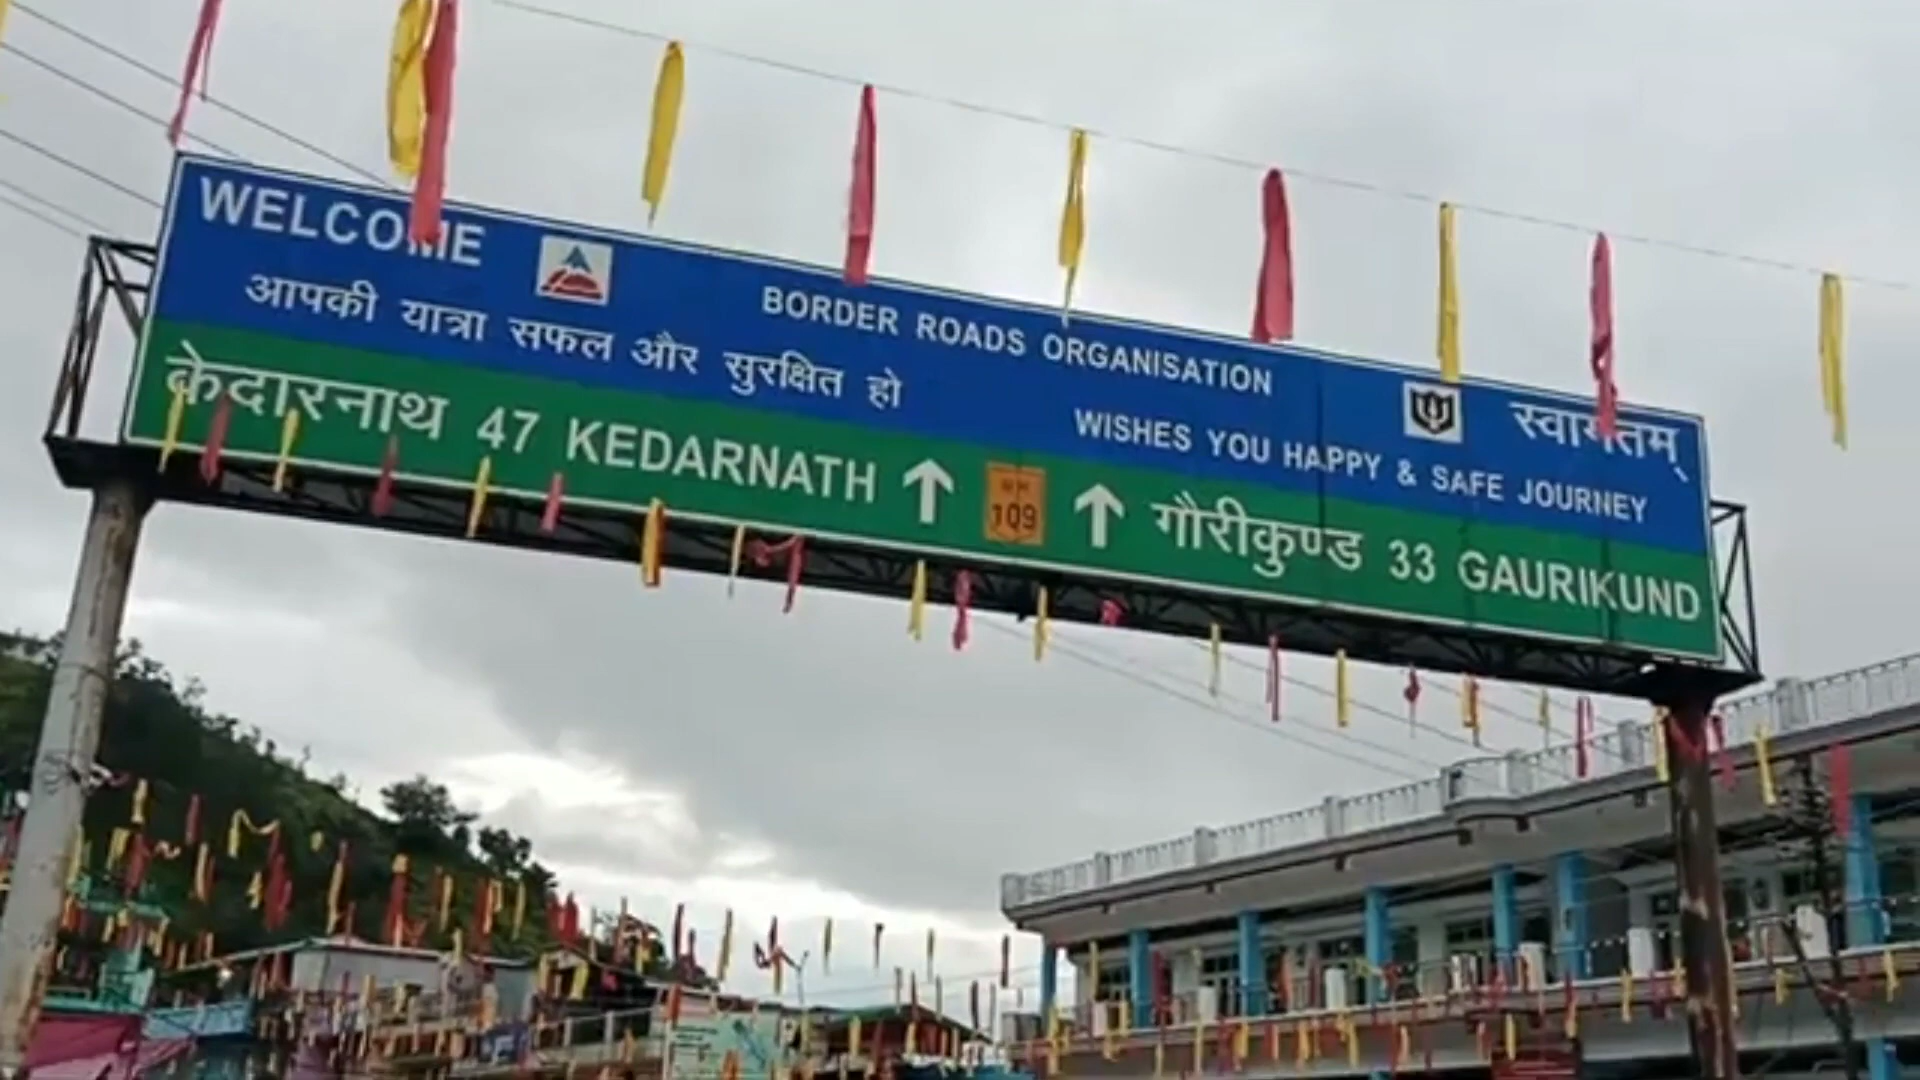 WELCOME
आपकी यात्रा सफल और सुरक्षित हो
BORDER ROADS ORGANISATION
WISHES YOU HAPPY & SAFE JOURNEY
स्वागतम्
केदारनाथ 47 KEDARNATH
109
गौरीकुण्ड 33 GAURIKUND